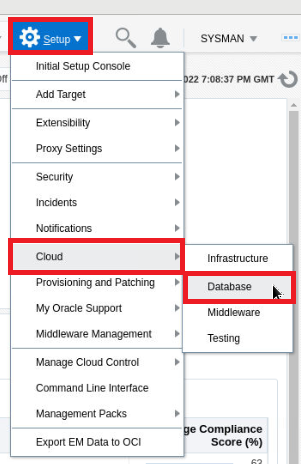 Setup
SYSMAN
Off
022 7:08:37 PM GMT
Initial Setup Console
Add Target
Extensibility
Proxy Settings
Security
Incidents
Notifications
Cloud
Infrastructure
Provisioning and Patching
Database
My Oracle Support
Middleware
Middleware Management
Testing
Manage Cloud Control
Command Line Interface
Management Packs
ge Compliance
Score (%)
Export EM Data to OCI